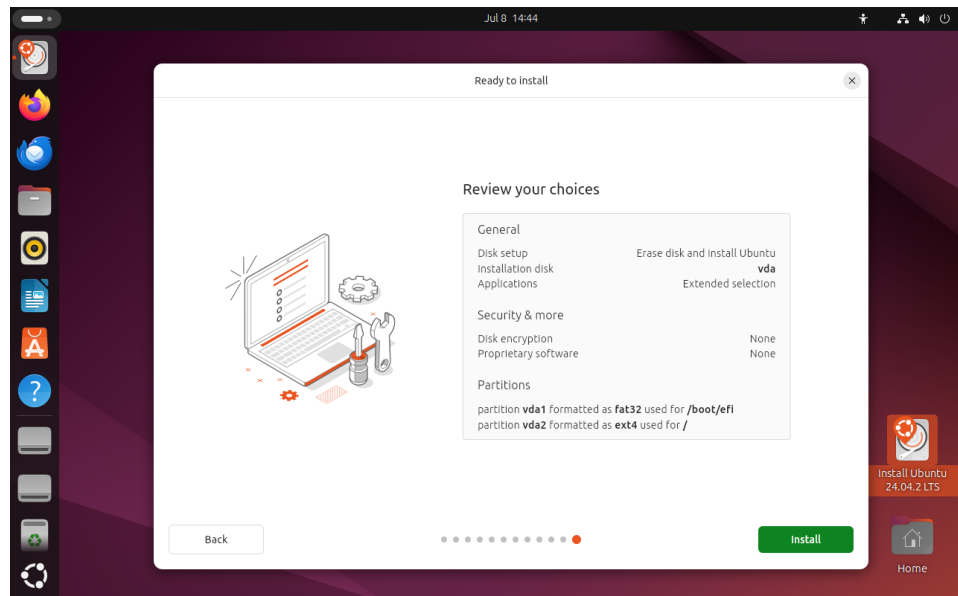 Jul 8 14:44
Ready to install
Review your choices
General
Disk setup Erase disk and Install Ubuntu
Installation disk vda
Applications Extended selection
Security & more
Disk encryption None
Proprietary software None
Partitions
partition vda1 formatted as fat32 used for /boot/efi
partition vda2 formatted as ext4 used for /
Back
Install
Install Ubuntu
24.04.2 LTS
Home